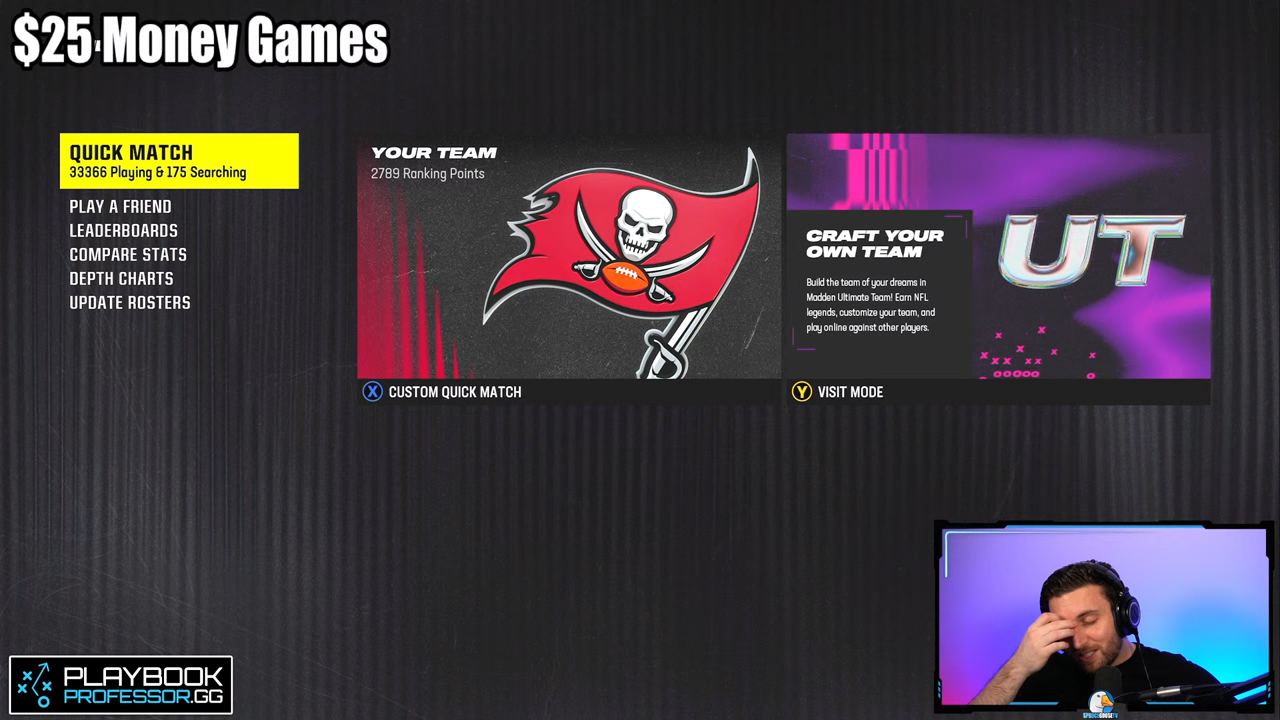 $25 Money Games
QUICK MATCH
33366 Playing & 175 Searching
PLAY A FRIEND
LEADERBOARDS
COMPARE STATS
DEPTH CHARTS
UPDATE ROSTERS
YOUR TEAM
2789 Ranking Points
X CUSTOM QUICK MATCH
CRAFT YOUR
OWN TEAM
Build the team of your dreams in
Madden Ultimate Team! Earn NFL
legends, customize your team, and
play online against other players.
UT
Y VISIT MODE
PLAYBOOK
PROFESSOR.GG
SPRUCEGOOSETV